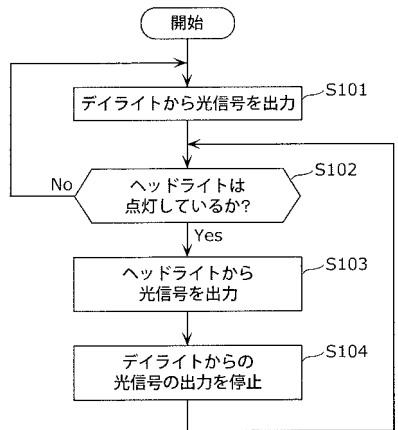 開始
デイライトから光信号を出力
S101
ヘッドライトは
点灯しているか?
S102
No
Yes
ヘッドライトから
光信号を出力
S103
デイライトからの
光信号の出力を停止
S104